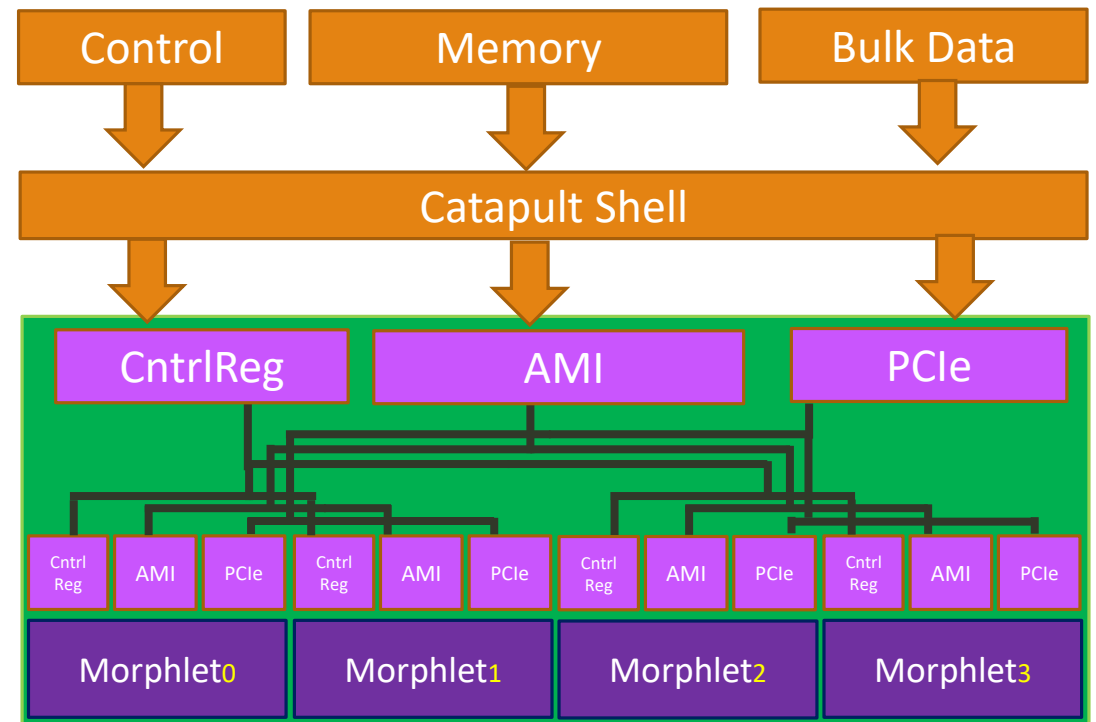 Control
Memory
Bulk Data
Catapult Shell
CntrlReg
AMI
PCIe
Cntrl
Reg
AMI
PCIe
Cntrl
Reg
AMI
PCIe
Cntrl
Reg
AMI
PCIe
Cntrl
Reg
AMI
PCIe
Morphlet0
Morphlet1
Morphlet2
Morphlet3